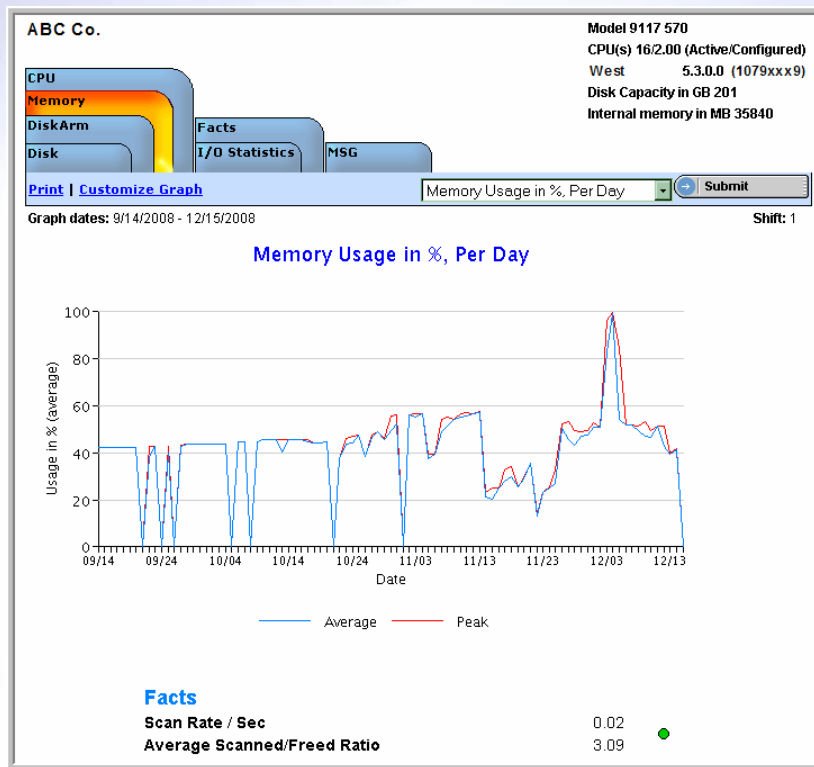 ABC Co.
Model 9117 570
CPU(s) 16/2.00 (Active/Configured)
West 5.3.0.0 (1079xxx9)
Disk Capacity in GB 201
Internal memory in MB 35840
CPU
Memory
DiskArm
Disk
Facts
I/O Statistics
MSG
Print | Customize Graph
Memory Usage in %, Per Day
Submit
Graph dates: 9/14/2008 - 12/15/2008
Shift: 1
Memory Usage in %, Per Day
Usage in % (average)
100
80
60
40
20
0
09/14 09/24 10/04 10/14 10/24 11/03 11/13 11/23 12/03 12/13
Date
Average Peak
Facts
Scan Rate / Sec 0.02
Average Scanned/Freed Ratio 3.09